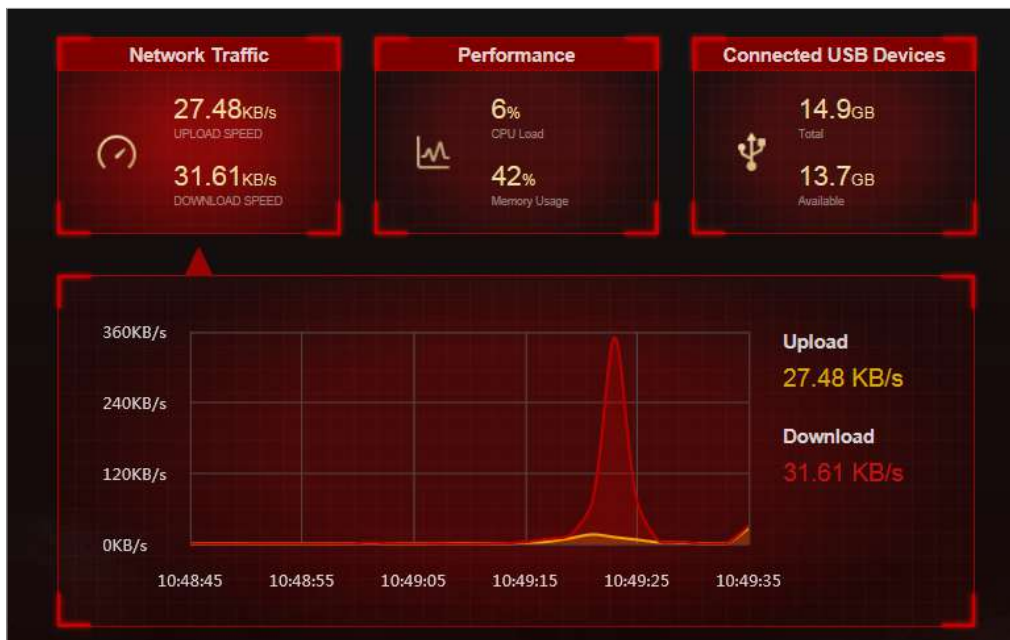 Network Traffic
27.48KB/s
UPLOAD SPEED
31.61KB/s
DOWNLOAD SPEED
Performance
6%
CPU Load
42%
Memory Usage
Connected USB Devices
14.9GB
Total
13.7GB
Available
360KB/s
240KB/s
120KB/s
0KB/s
10:48:45 10:48:55 10:49:05 10:49:15 10:49:25 10:49:35
Upload
27.48 KB/s
Download
31.61 KB/s